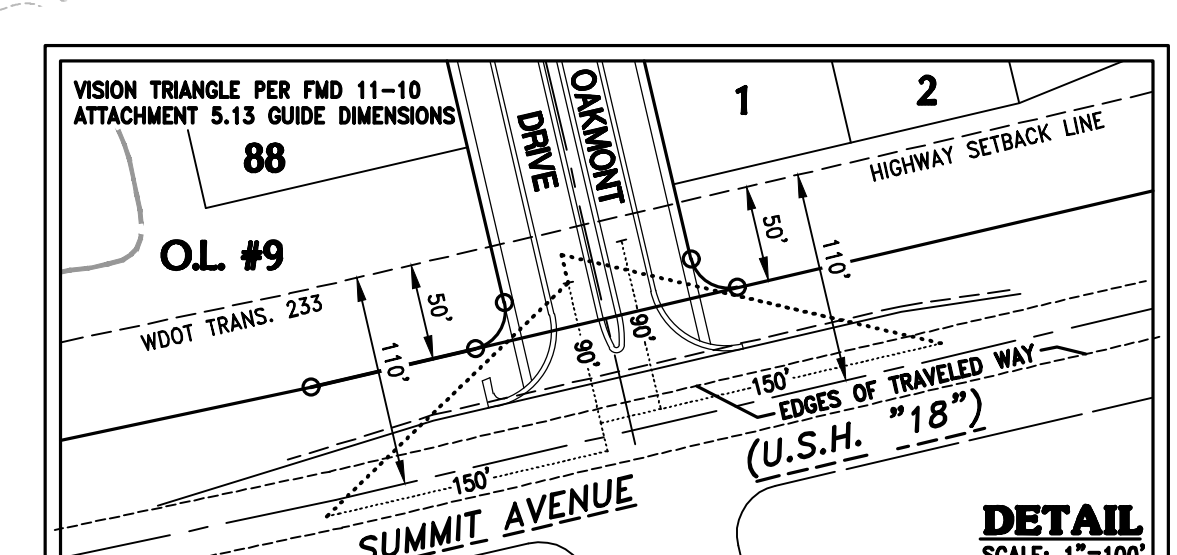 VISION TRIANGLE PER FMD 11-10
ATTACHMENT 5.13 GUIDE DIMENSIONS
88
O.L. #9
WDOT TRANS. 233
OAKMONT
DRIVE
1
2
HIGHWAY SETBACK LINE
50'
110'
50'
110'
90'
90'
150'
150'
EDGES OF TRAVELED WAY
(U.S.H. "18")
SUMMIT AVENUE
DETAIL
SCALE: 1"=100'